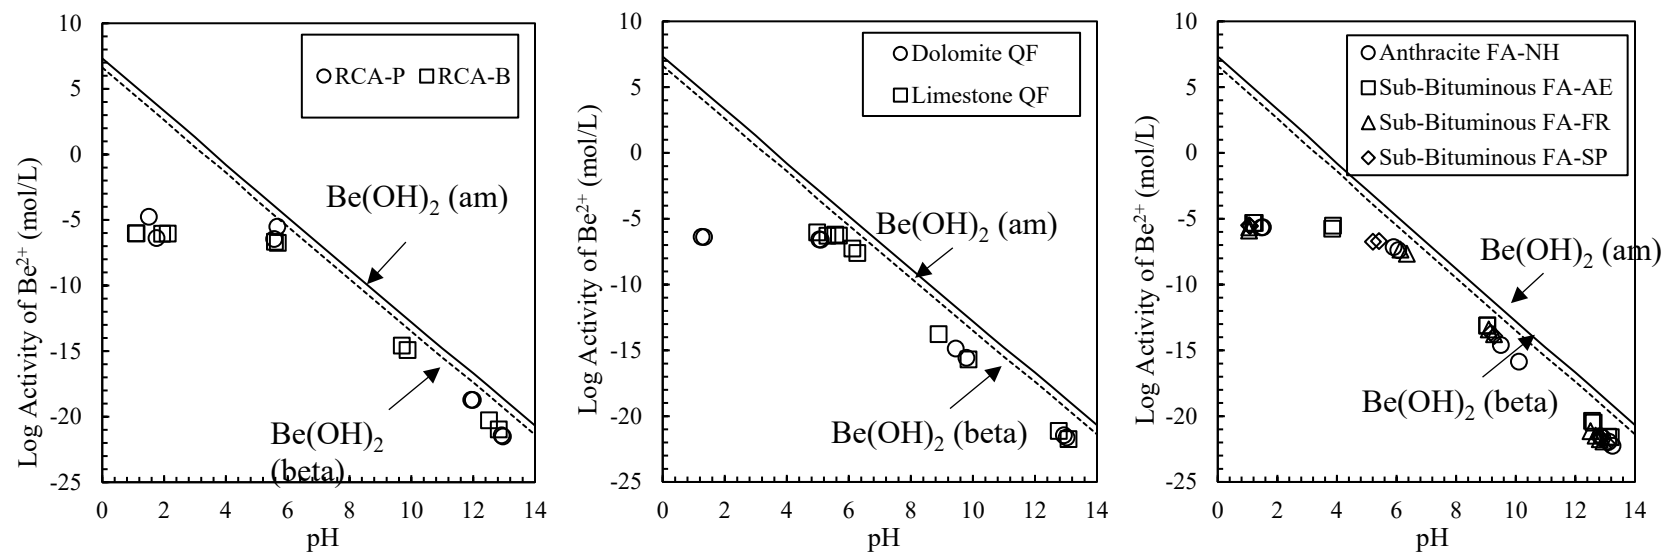 Log Activity of Be2+ (mol/L)
10
5
0
-5
-10
-15
-20
-25
0 2 4 6 8 10 12 14
pH
RCA-P RCA-B
Be(OH)2 (am)
Be(OH)2
(beta)
Log Activity of Be2+ (mol/L)
10
5
0
-5
-10
-15
-20
-25
0 2 4 6 8 10 12 14
pH
Dolomite QF
Limestone QF
Be(OH)2 (am)
Be(OH)2 (beta)
Log Activity of Be2+ (mol/L)
10
5
0
-5
-10
-15
-20
-25
0 2 4 6 8 10 12 14
pH
Anthracite FA-NH
Sub-Bituminous FA-AE
Sub-Bituminous FA-FR
Sub-Bituminous FA-SP
Be(OH)2 (am)
Be(OH)2 (beta)